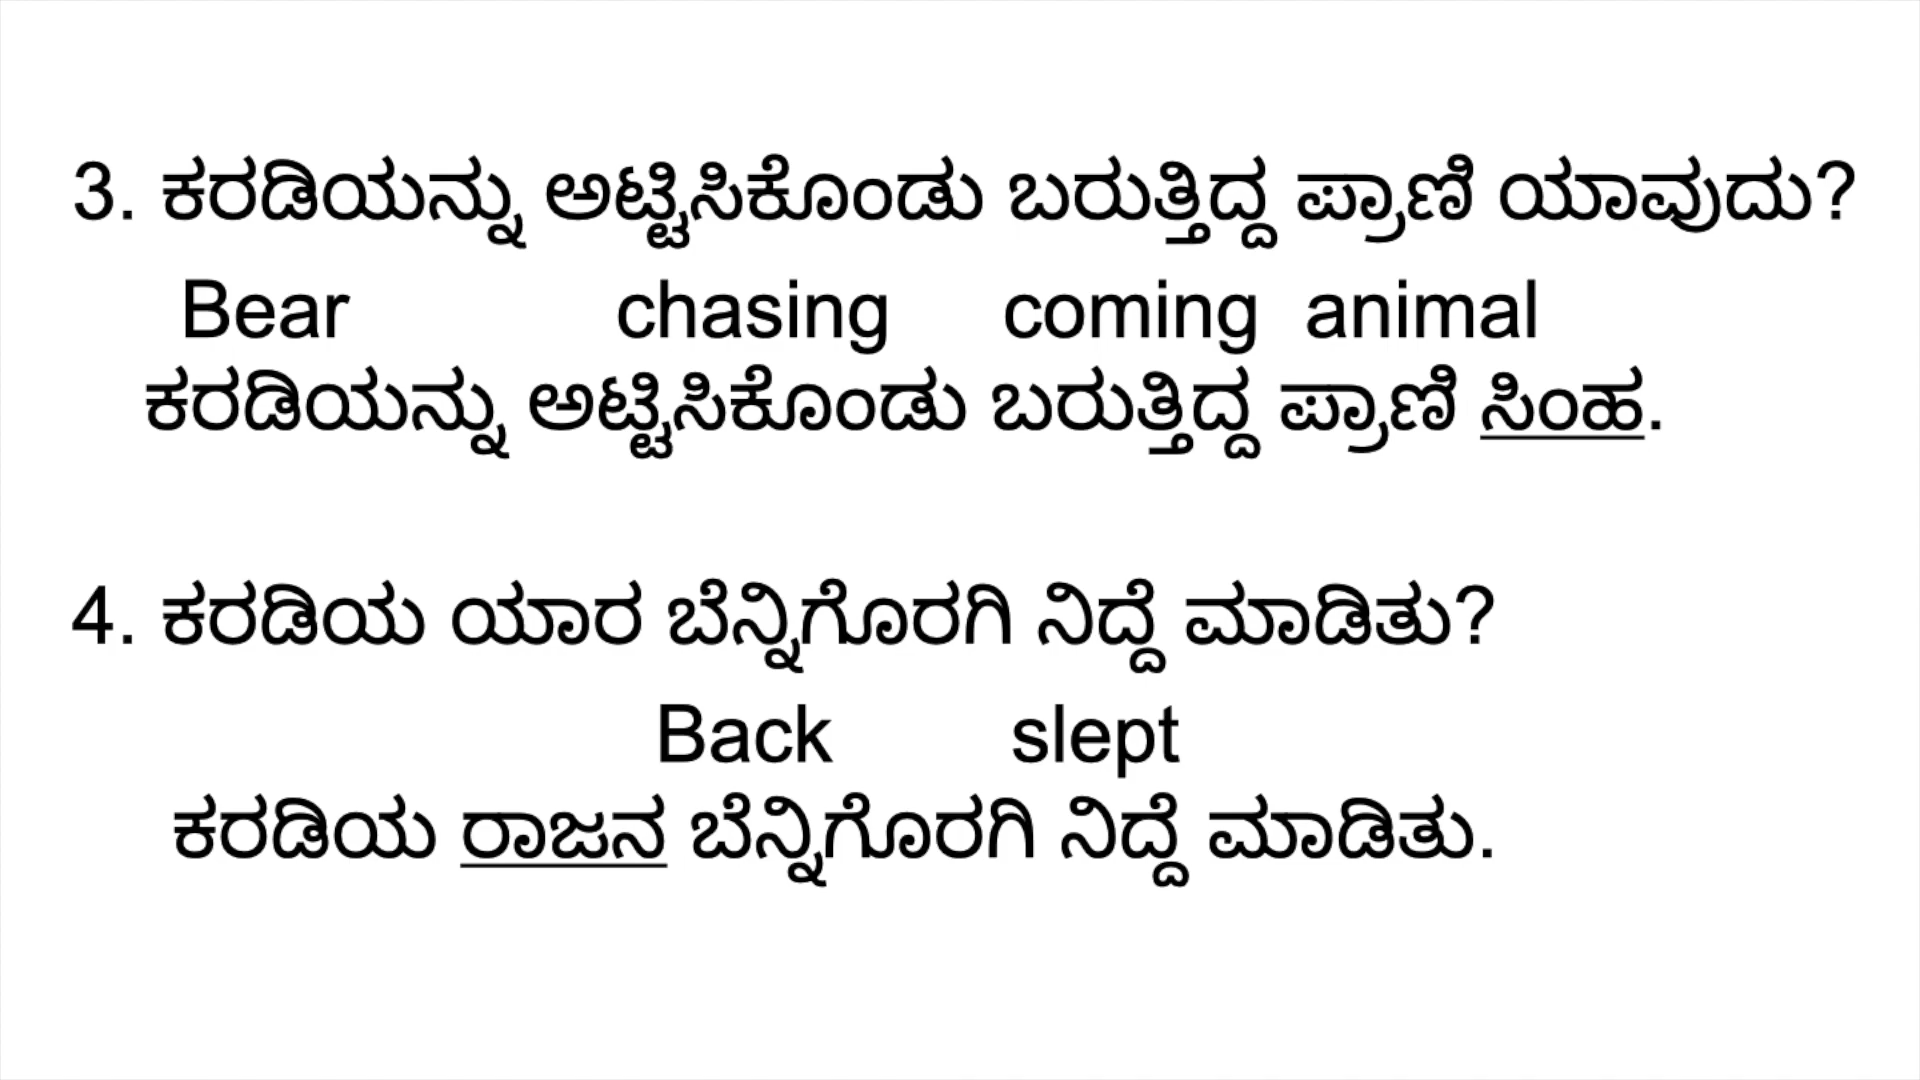 3. ಕರಡಿಯನ್ನು ಅಟ್ಟಿಸಿಕೊಂಡು ಬರುತ್ತಿದ್ದ ಪ್ರಾಣಿ ಯಾವುದು?
Bear chasing coming animal
ಕರಡಿಯನ್ನು ಅಟ್ಟಿಸಿಕೊಂಡು ಬರುತ್ತಿದ್ದ ಪ್ರಾಣಿ ಸಿಂಹ.
4. ಕರಡಿಯ ಯಾರ ಬೆನ್ನಿಗೊರಗಿ ನಿದ್ದೆ ಮಾಡಿತು?
Back slept
ಕರಡಿಯ ರಾಜನ ಬೆನ್ನಿಗೊರಗಿ ನಿದ್ದೆ ಮಾಡಿತು.